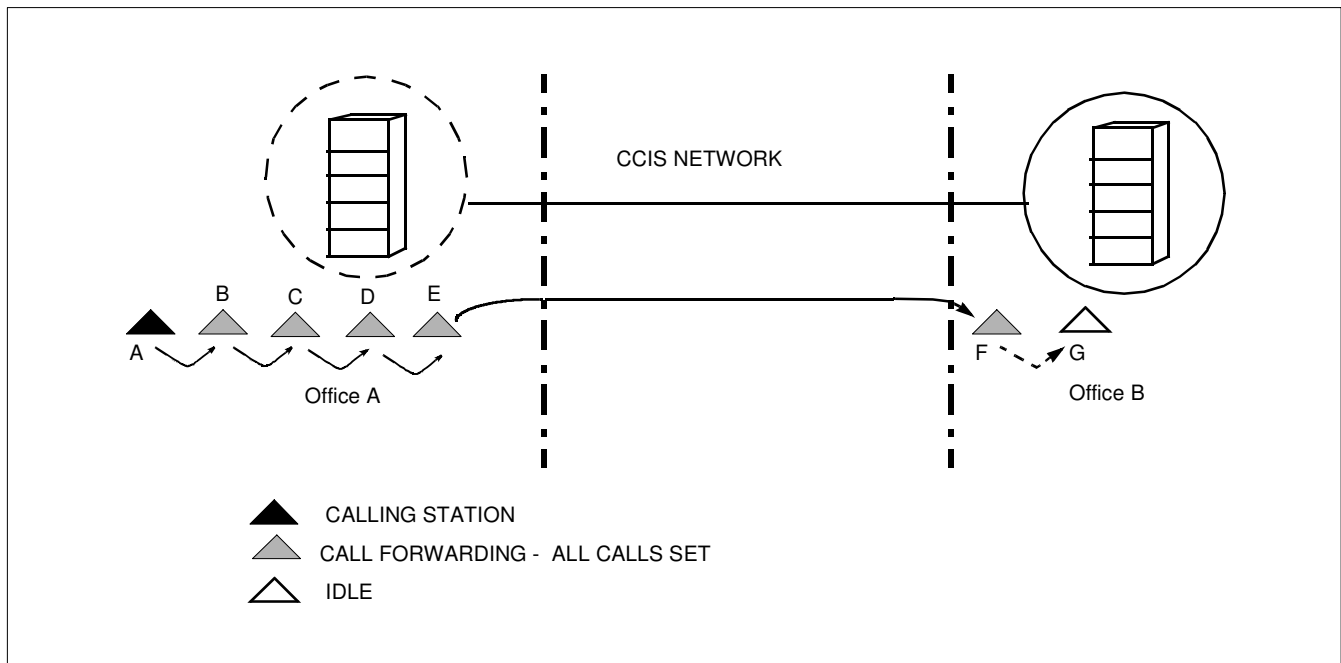 CCIS NETWORK
B C D E
A F G
Office A Office B
CALLING STATION
CALL FORWARDING - ALL CALLS SET
IDLE